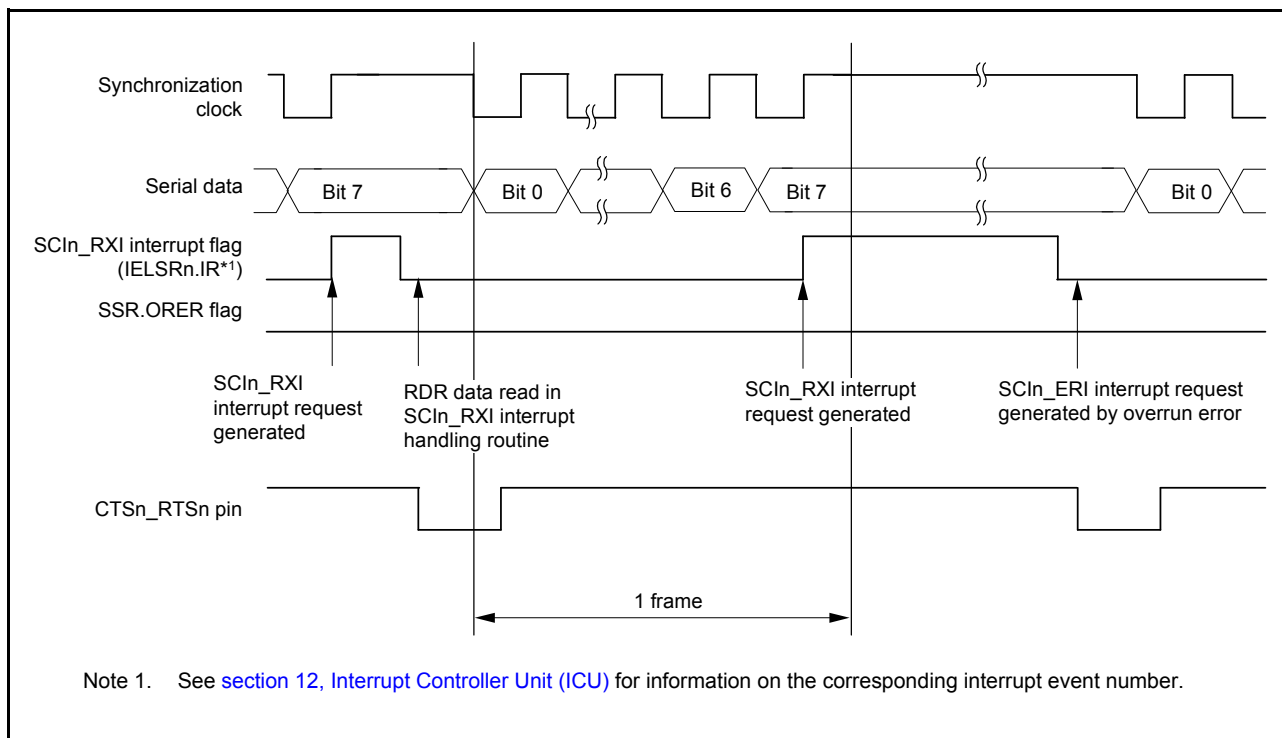 Synchronization
clock
Serial data
Bit 7
Bit 0
Bit 6
Bit 7
Bit 0
SCIn_RXI interrupt flag
(IELSRn.IR*1)
SSR.ORER flag
SCIn_RXI
interrupt request
generated
RDR data read in
SCIn_RXI interrupt
handling routine
SCIn_RXI interrupt
request generated
SCIn_ERI interrupt request
generated by overrun error
CTSn_RTSn pin
1 frame
Note 1. See section 12, Interrupt Controller Unit (ICU) for information on the corresponding interrupt event number.